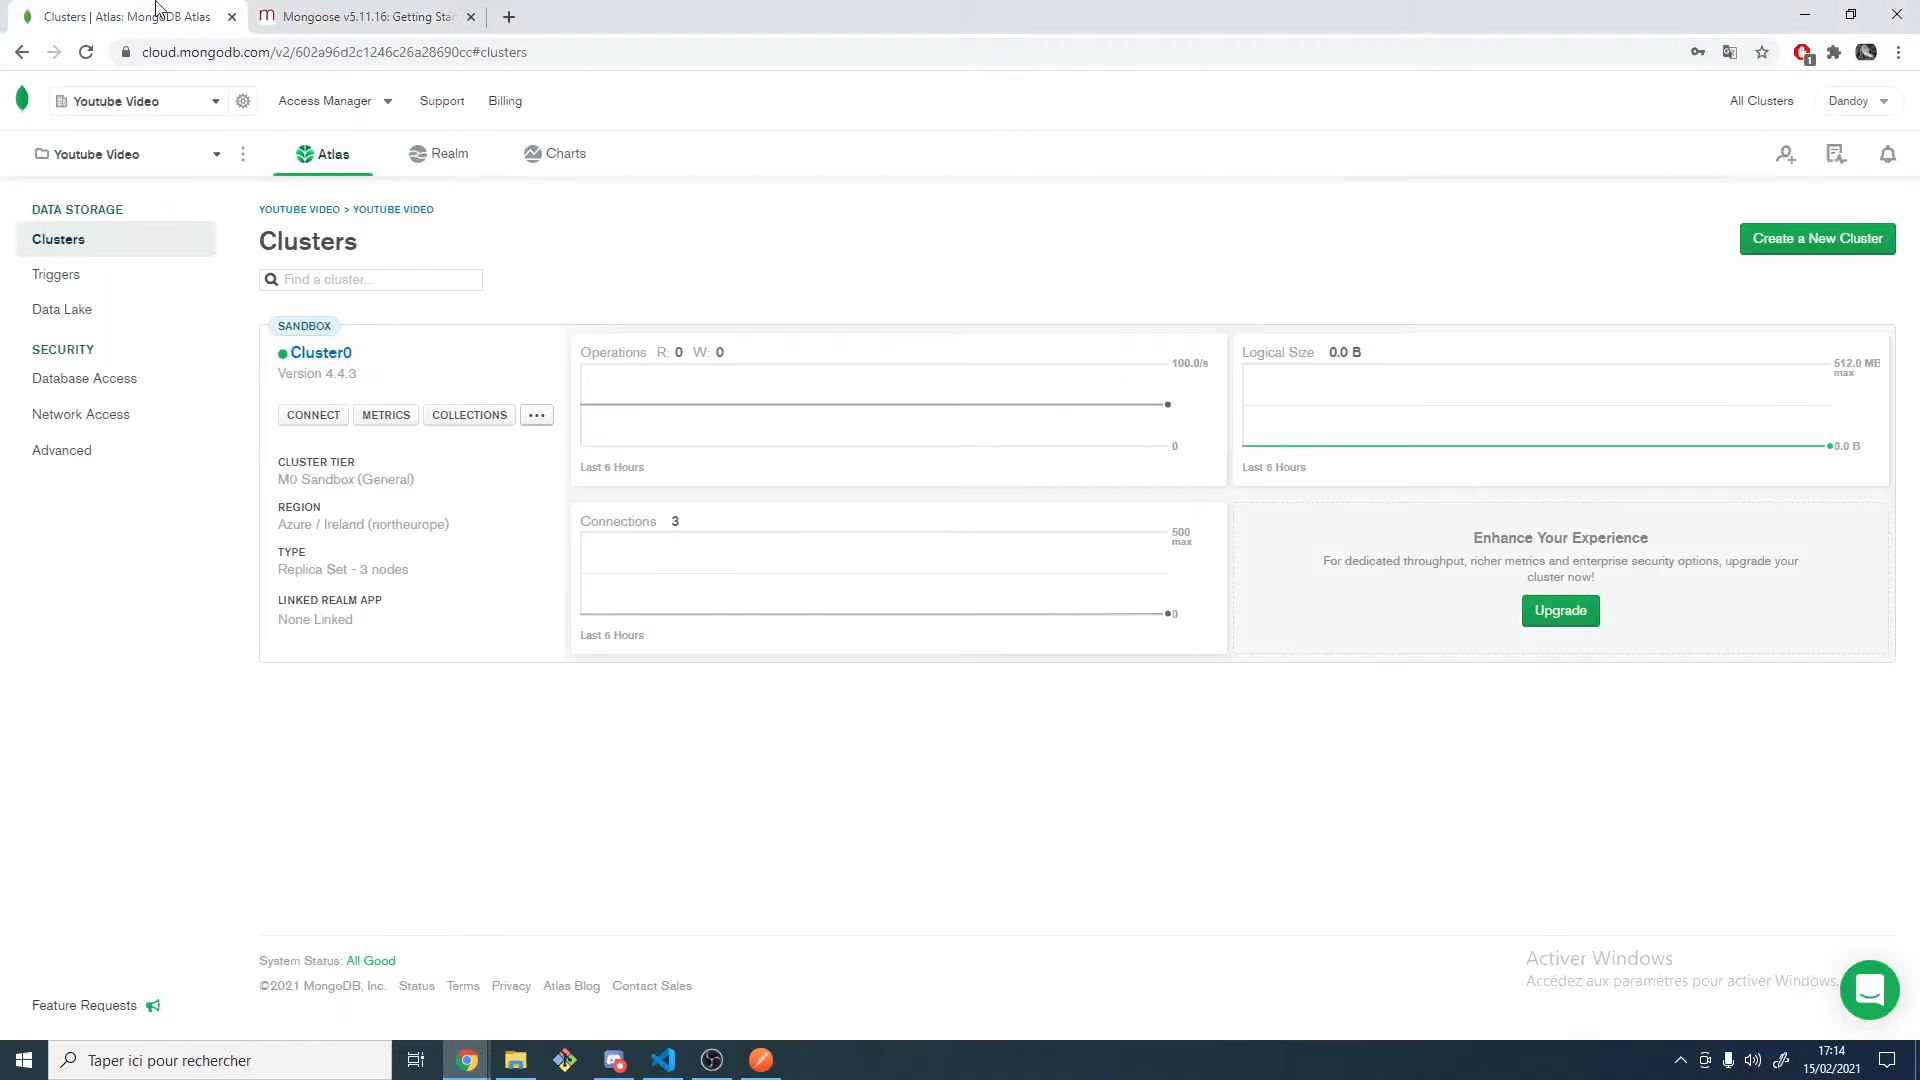 Clusters | Atlas: MongoDB Atlas
Mongoose v5.11.16: Getting Star
cloud.mongodb.com/v2/602a96d2c1246c26a28690cc#clusters
1
Youtube Video
Access Manager
Support
Billing
All Clusters
Dandoy
Youtube Video
Atlas
Realm
Charts
DATA STORAGE
Clusters
Triggers
Data Lake
SECURITY
Database Access
Network Access
Advanced
YOUTUBE VIDEO > YOUTUBE VIDEO
Clusters
Create a New Cluster
Find a cluster...
SANDBOX
Cluster0
Version 4.4.3
CONNECT
METRICS
COLLECTIONS
CLUSTER TIER
M0 Sandbox (General)
REGION
Azure / Ireland (northeurope)
TYPE
Replica Set - 3 nodes
LINKED REALM APP
None Linked
Operations R: 0 W: 0
100.0/s
0
Last 6 Hours
Logical Size 0.0 B
512.0 MB
max
0.0 B
Last 6 Hours
Connections 3
500
max
0
Last 6 Hours
Enhance Your Experience
For dedicated throughput, richer metrics and enterprise security options, upgrade your
cluster now!
Upgrade
System Status: All Good
©2021 MongoDB, Inc. Status Terms Privacy Atlas Blog Contact Sales
Feature Requests
Activer Windows
Accédez aux paramètres pour activer Windows.
Taper ici pour rechercher
17:14
15/02/2021